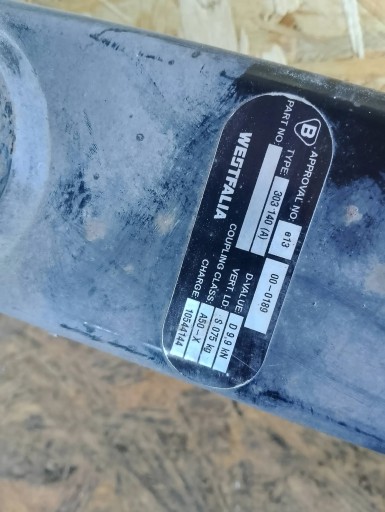 B APPROVAL NO. e13 00-0189
TYPE: 303 140 (A)
PART NO.
D-VALUE D 9.9 kN
VERT. LD. S 075 kg
WESTFALIA COUPLING CLASS: A50-X
CHARGE: 10544144